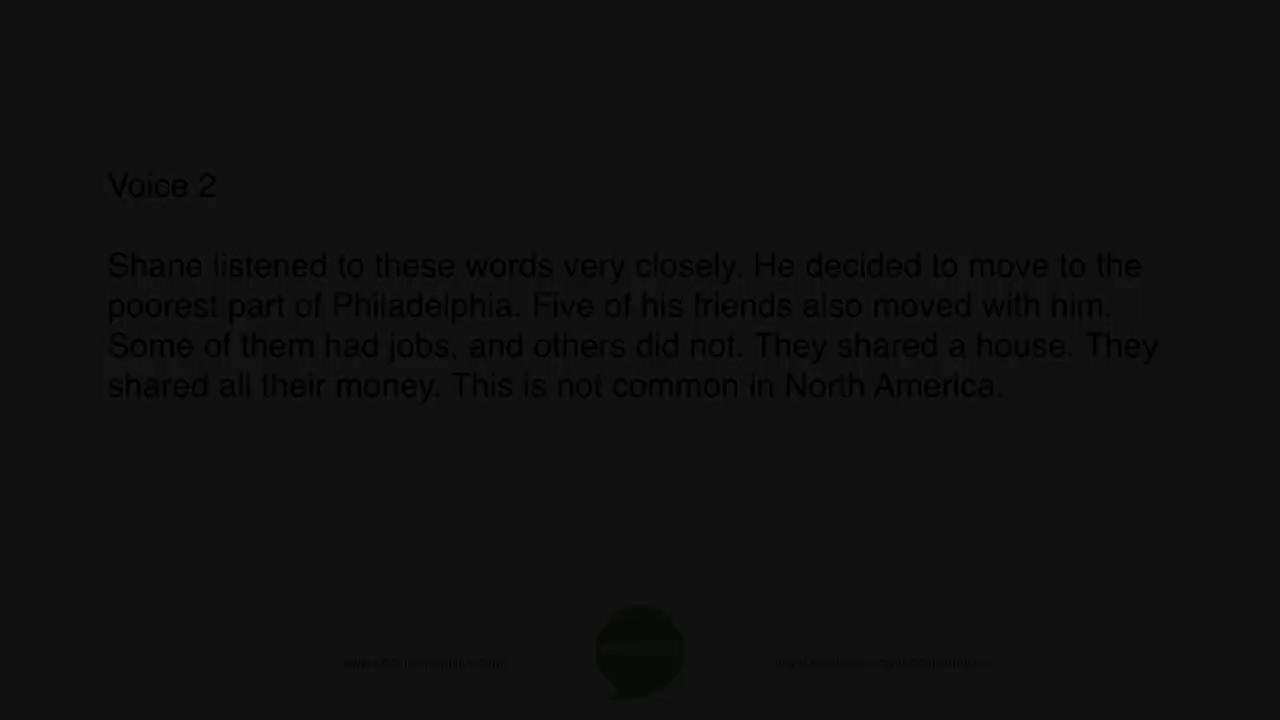 Voice 2
Shane listened to these words very closely. He decided to move to the
poorest part of Philadelphia. Five of his friends also moved with him.
Some of them had jobs, and others did not. They shared a house. They
shared all their money. This is not common in North America.